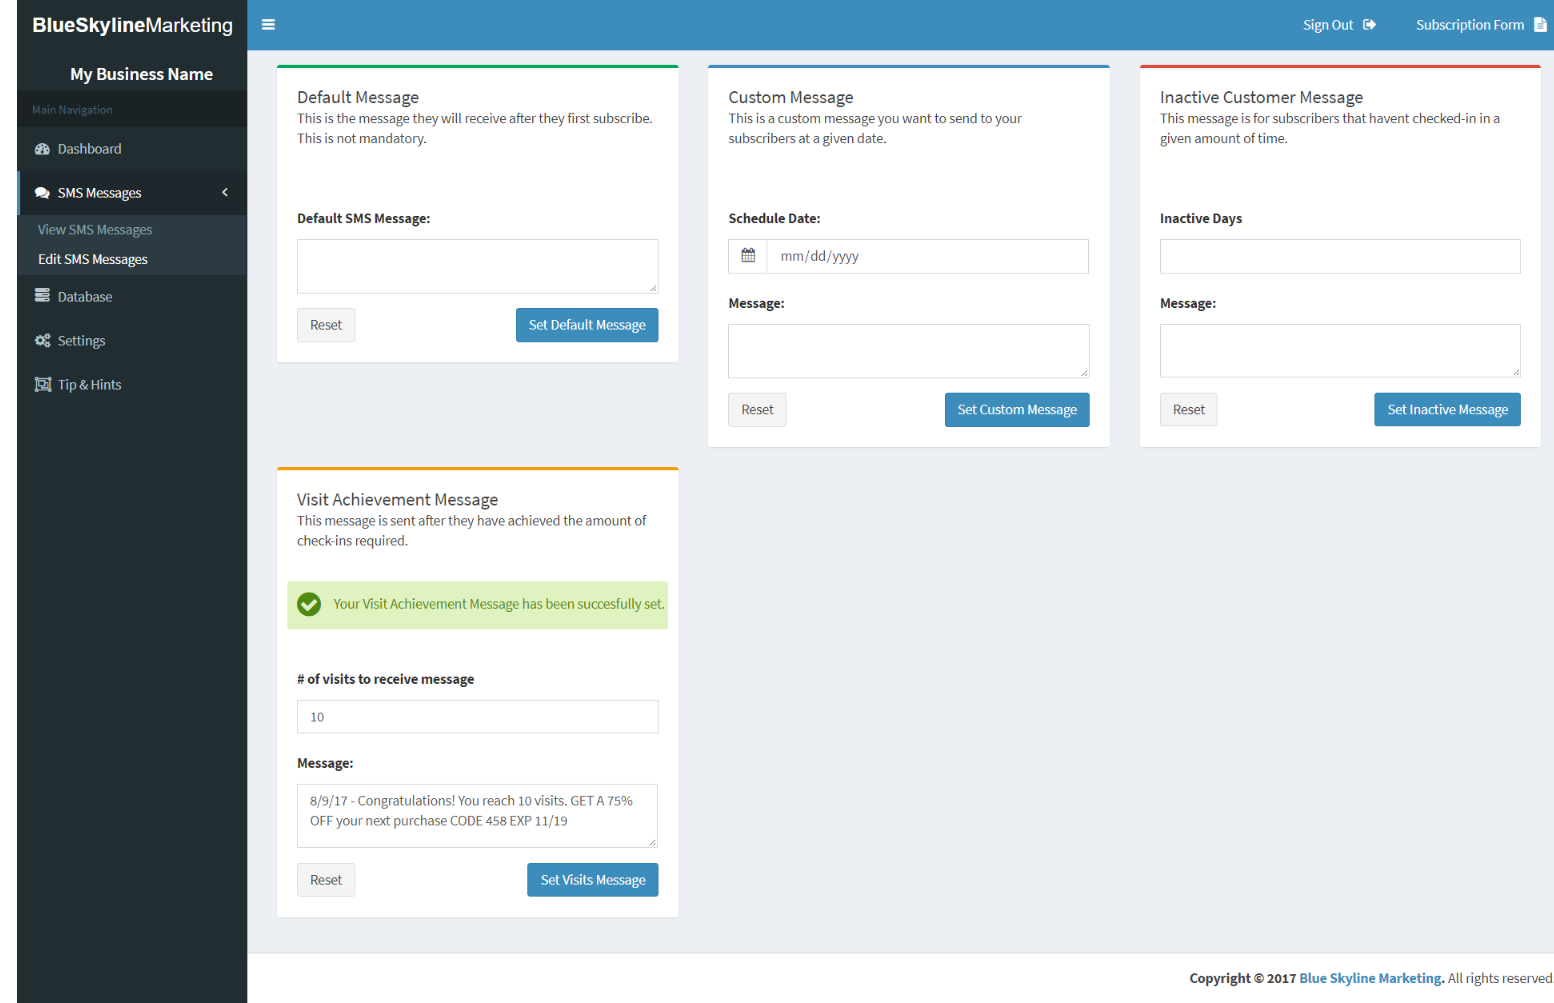 BlueSkylineMarketing
Sign Out
Subscription Form
My Business Name
Main Navigation
Dashboard
SMS Messages
View SMS Messages
Edit SMS Messages
Database
Settings
Tip & Hints
Default Message
This is the message they will receive after they first subscribe.
This is not mandatory.
Default SMS Message:
Reset
Set Default Message
Custom Message
This is a custom message you want to send to your
subscribers at a given date.
Schedule Date:
mm/dd/yyyy
Message:
Reset
Set Custom Message
Inactive Customer Message
This message is for subscribers that havent checked-in in a
given amount of time.
Inactive Days
Message:
Reset
Set Inactive Message
Visit Achievement Message
This message is sent after they have achieved the amount of
check-ins required.
Your Visit Achievement Message has been succesfully set.
# of visits to receive message
10
Message:
8/9/17 - Congratulations! You reach 10 visits. GET A 75%
OFF your next purchase CODE 458 EXP 11/19
Reset
Set Visits Message
Copyright © 2017 Blue Skyline Marketing. All rights reserved